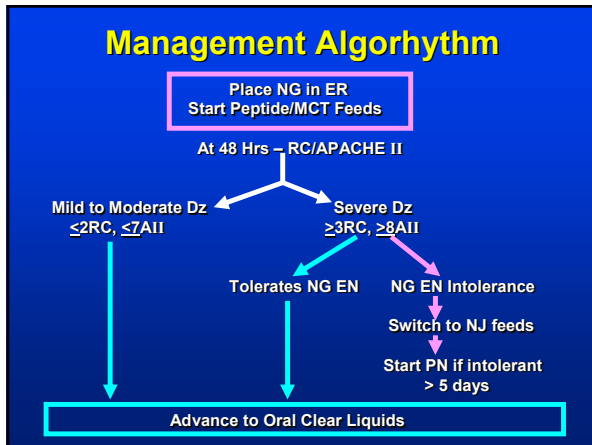 Management Algorhythm
Place NG in ER
Start Peptide/MCT Feeds
At 48 Hrs – RC/APACHE II
Mild to Moderate Dz
≤2RC, ≤7AII
Severe Dz
≥3RC, ≥8AII
Tolerates NG EN
NG EN Intolerance
Switch to NJ feeds
Start PN if intolerant
> 5 days
Advance to Oral Clear Liquids